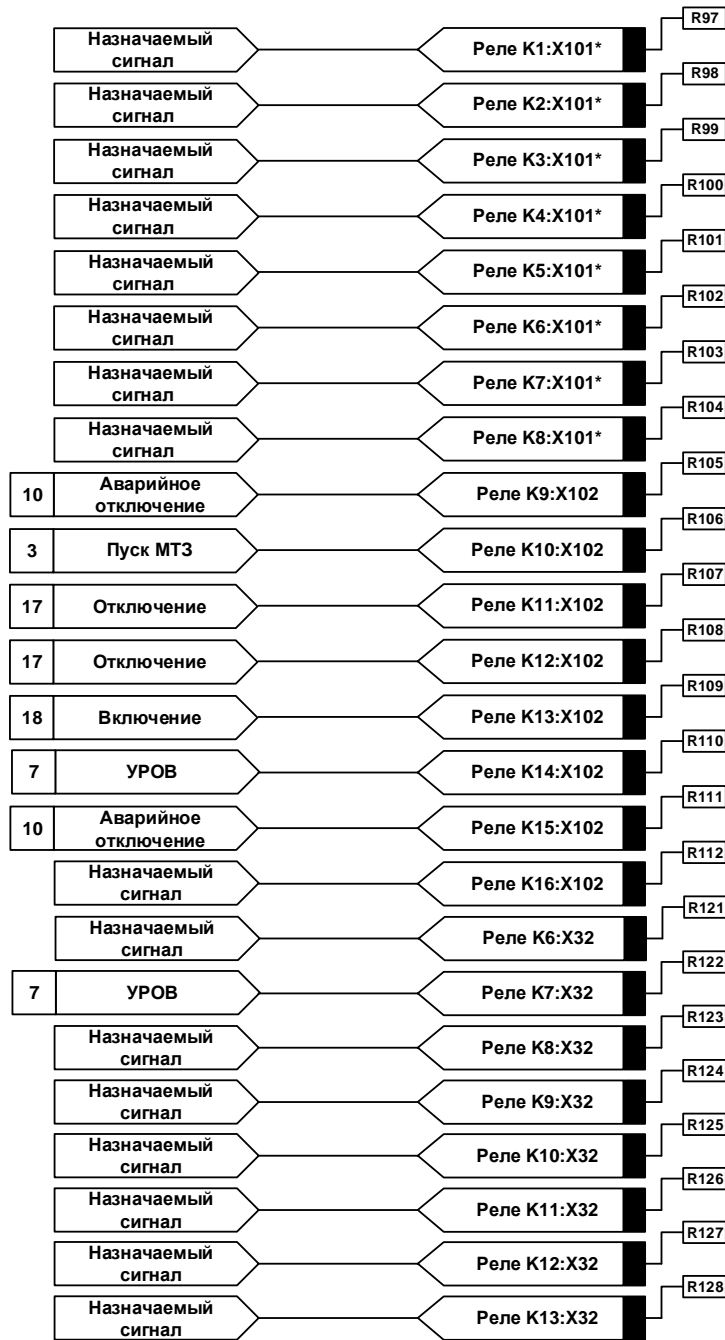 R97
Назначаемый
сигнал
Реле K1:X101*
R98
Назначаемый
сигнал
Реле K2:X101*
R99
Назначаемый
сигнал
Реле K3:X101*
R100
Назначаемый
сигнал
Реле K4:X101*
R101
Назначаемый
сигнал
Реле K5:X101*
R102
Назначаемый
сигнал
Реле K6:X101*
R103
Назначаемый
сигнал
Реле K7:X101*
R104
Назначаемый
сигнал
Реле K8:X101*
R105
10
Аварийное
отключение
Реле K9:X102
R106
3
Пуск МТЗ
Реле K10:X102
R107
17
Отключение
Реле K11:X102
R108
17
Отключение
Реле K12:X102
R109
18
Включение
Реле K13:X102
R110
7
УРОВ
Реле K14:X102
R111
10
Аварийное
отключение
Реле K15:X102
R112
Назначаемый
сигнал
Реле K16:X102
R121
Назначаемый
сигнал
Реле K6:X32
R122
7
УРОВ
Реле K7:X32
R123
Назначаемый
сигнал
Реле K8:X32
R124
Назначаемый
сигнал
Реле K9:X32
R125
Назначаемый
сигнал
Реле K10:X32
R126
Назначаемый
сигнал
Реле K11:X32
R127
Назначаемый
сигнал
Реле K12:X32
R128
Назначаемый
сигнал
Реле K13:X32